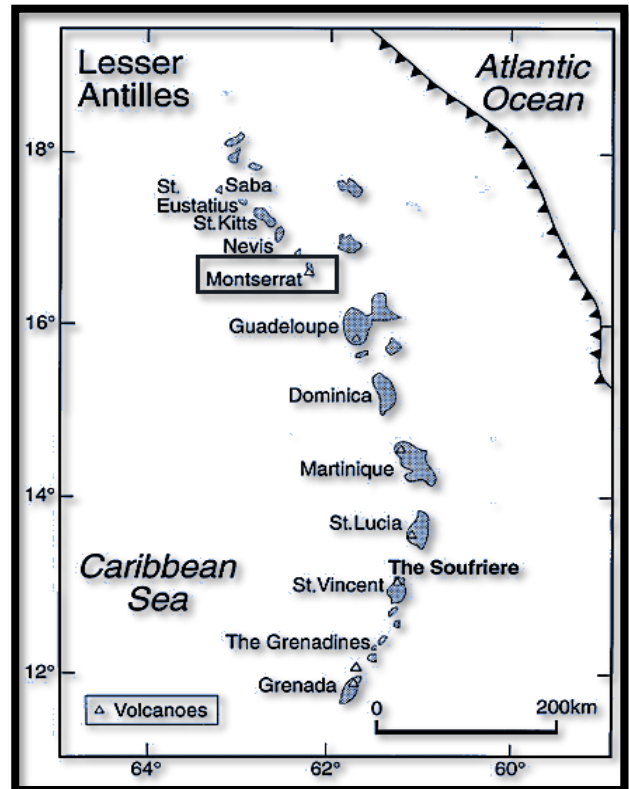 Lesser
Antilles
Atlantic
Ocean
18°
St.
Eustatius
Saba
St.Kitts
Nevis
Montserrat
16°
Guadeloupe
Dominica
Martinique
14°
St.Lucia
The Soufriere
St.Vincent
Caribbean
Sea
The Grenadines
12°
Grenada
Volcanoes
0
200km
64°
62°
60°